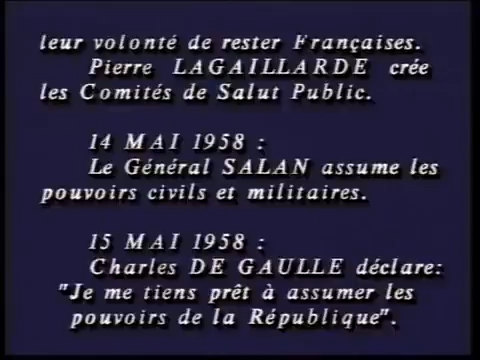 leur volonté de rester Françaises.
Pierre LAGAILLARDE crée
les Comités de Salut Public.
14 MAI 1958 :
Le Général SALAN assume les
pouvoirs civils et militaires.
15 MAI 1958 :
Charles DE GAULLE déclare:
"Je me tiens prêt à assumer les
pouvoirs de la République".